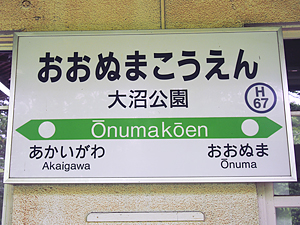 おおぬまこうえん
大沼公園
H
67
Ōnumakōen
あかいがわ
Akaigawa
おおぬま
Ōnuma